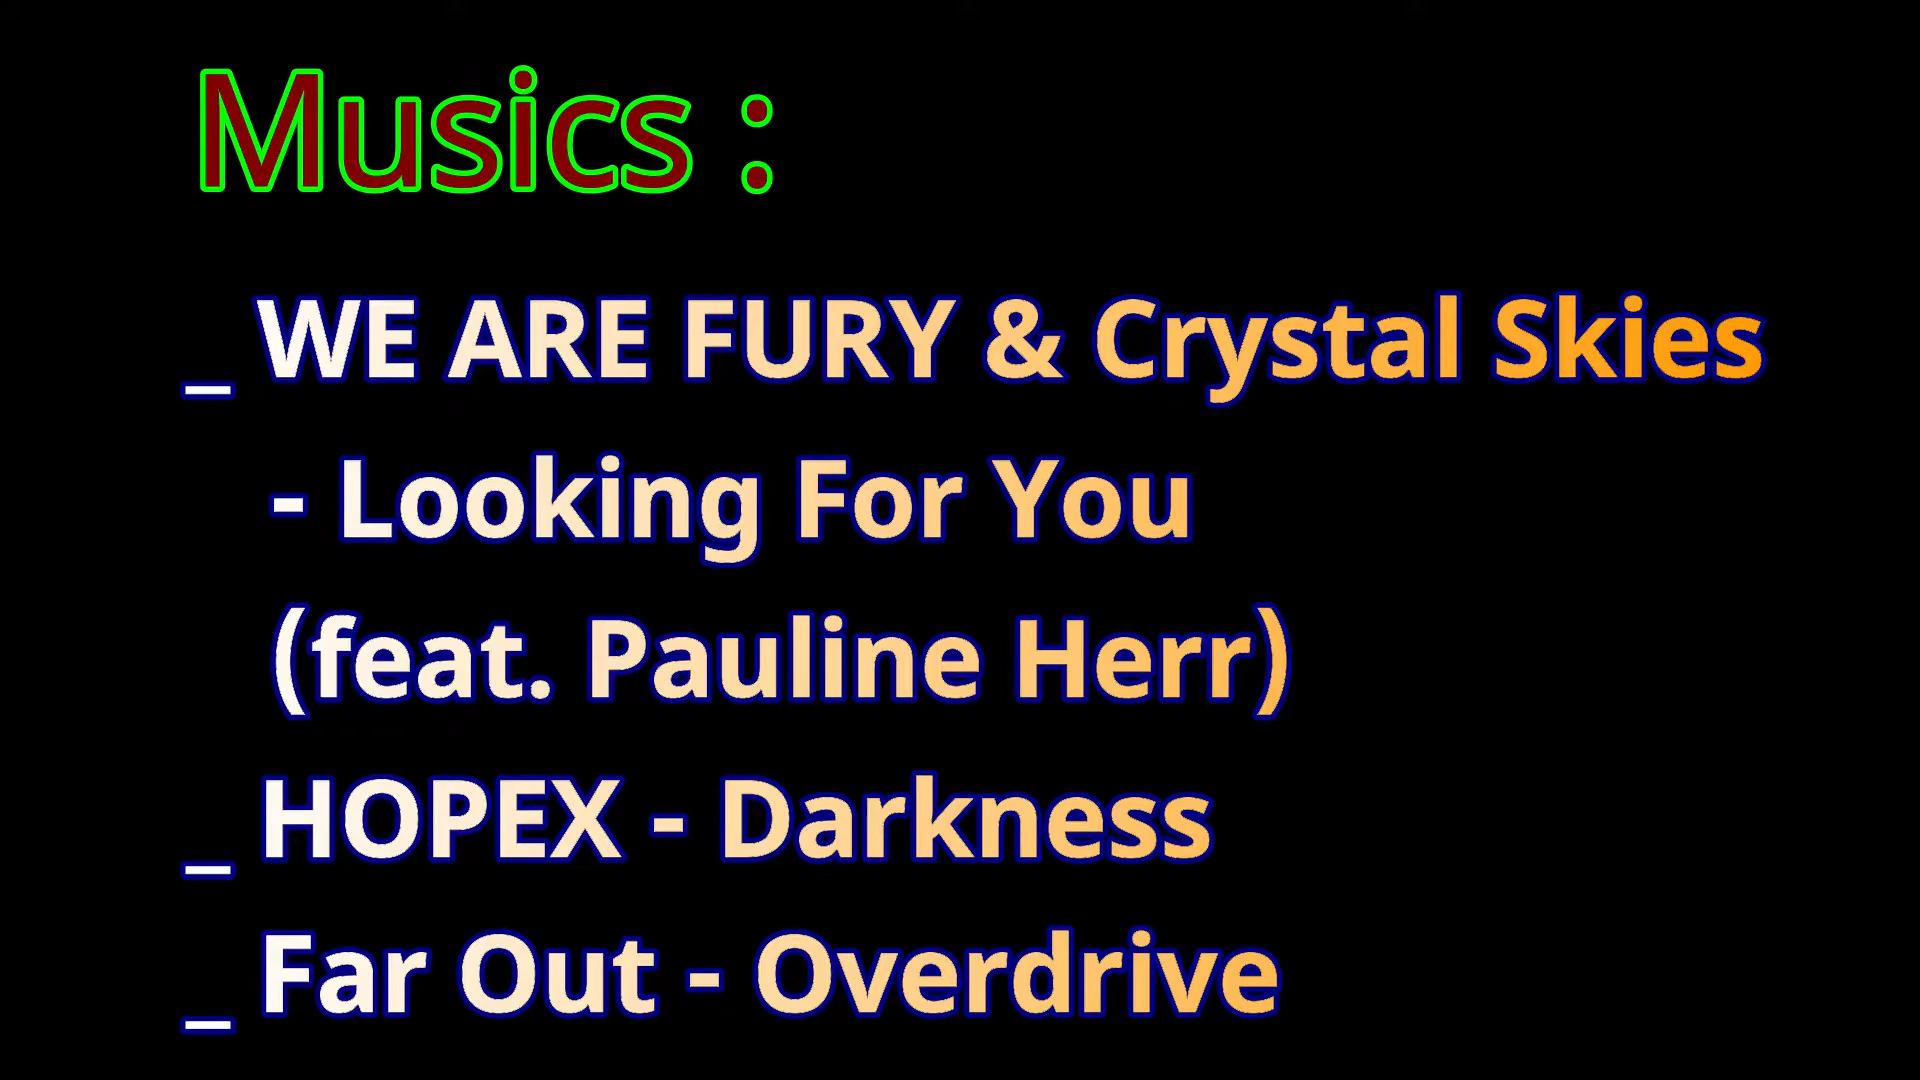 Musics :
_ WE ARE FURY & Crystal Skies
- Looking For You
(feat. Pauline Herr)
_ HOPEX - Darkness
_ Far Out - Overdrive